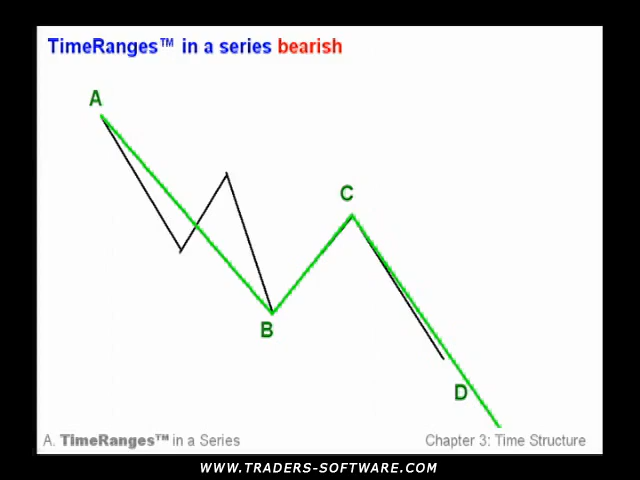 TimeRanges™ in a series bearish
A
C
B
D
A. TimeRanges™ in a Series
Chapter 3: Time Structure
WWW.TRADERS-SOFTWARE.COM